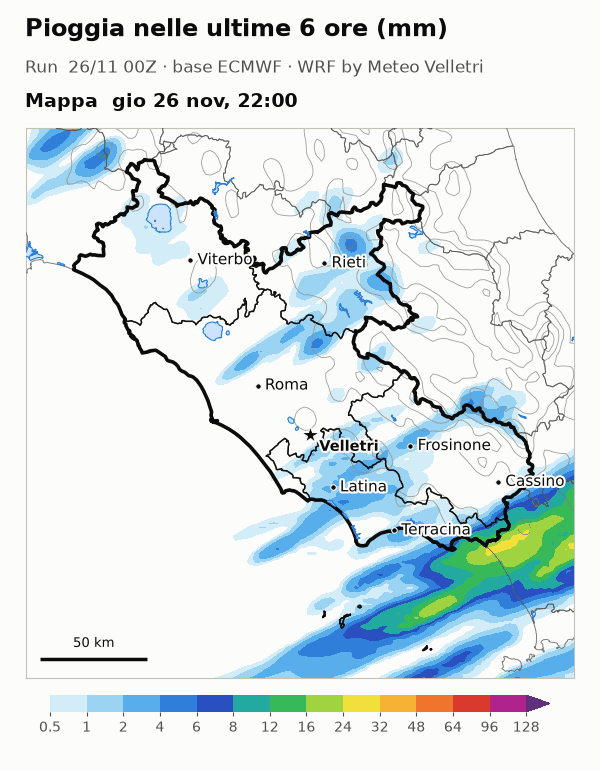 Pioggia nelle ultime 6 ore (mm)
Run  26/11 00Z · base ECMWF · WRF by Meteo Velletri
Mappa  gio 26 nov, 22:00
Viterbo
Rieti
Roma
Velletri
Frosinone
Latina
Cassino
Terracina
50 km
0.5 1 2 4 6 8 12 16 24 32 48 64 96 128